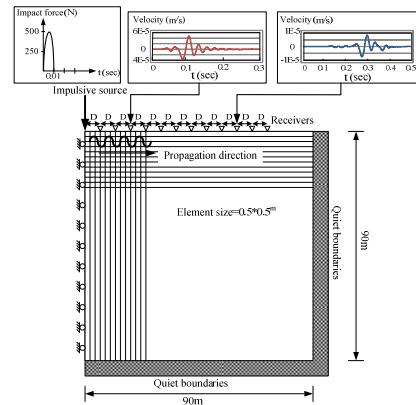 Impact force(N)
500
250
0.01
t (sec)
Velocity (m/s)
6E-5
0
4E-5
0
0.1
0.2
0.3
t (sec)
Velocity (m/s)
1E-5
0
-1E-5
0
0.1
0.2
0.3
0.4
0.5
t (sec)
Impulsive source
D D D D D D D D D D D D
Receivers
Propagation direction
Element size=0.5*0.5m
Quiet boundaries
90m
Quiet boundaries
90m